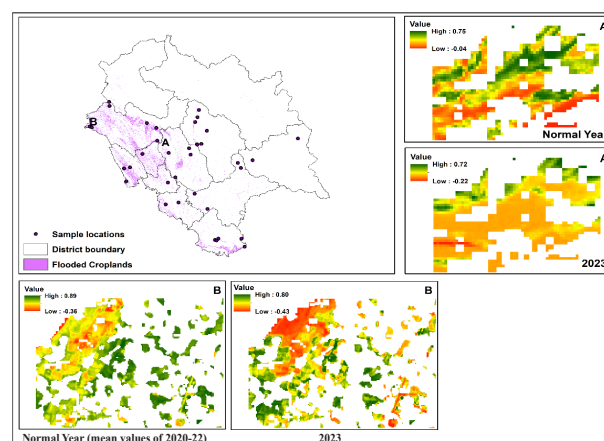 B
A
Sample locations
District boundary
Flooded Croplands
A
Value
High : 0.75
Low : -0.04
Normal Year
A
Value
High : 0.72
Low : -0.22
2023
Value
High : 0.89
Low : -0.36
B
Value
High : 0.80
Low : -0.43
B
Normal Year (mean values of 2020-22)
2023